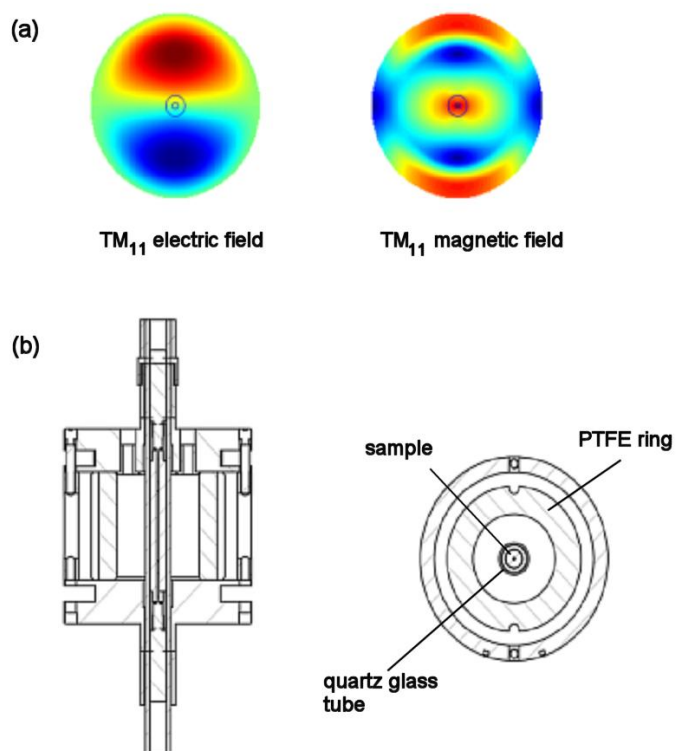 (a)
TM11 electric field
TM11 magnetic field
(b)
sample
PTFE ring
quartz glass
tube